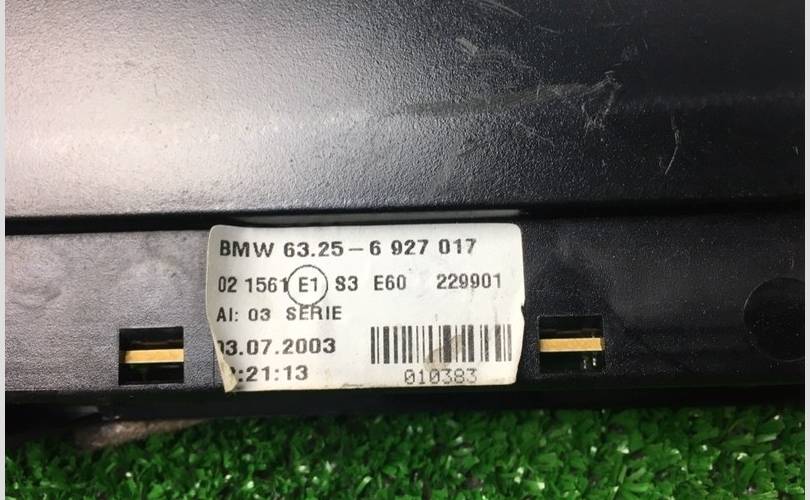 BMW 63.25-6 927 017
02 1561 E1 S3 E60 229901
AI: 03 SERIE
03.07.2003
:21:13
010383